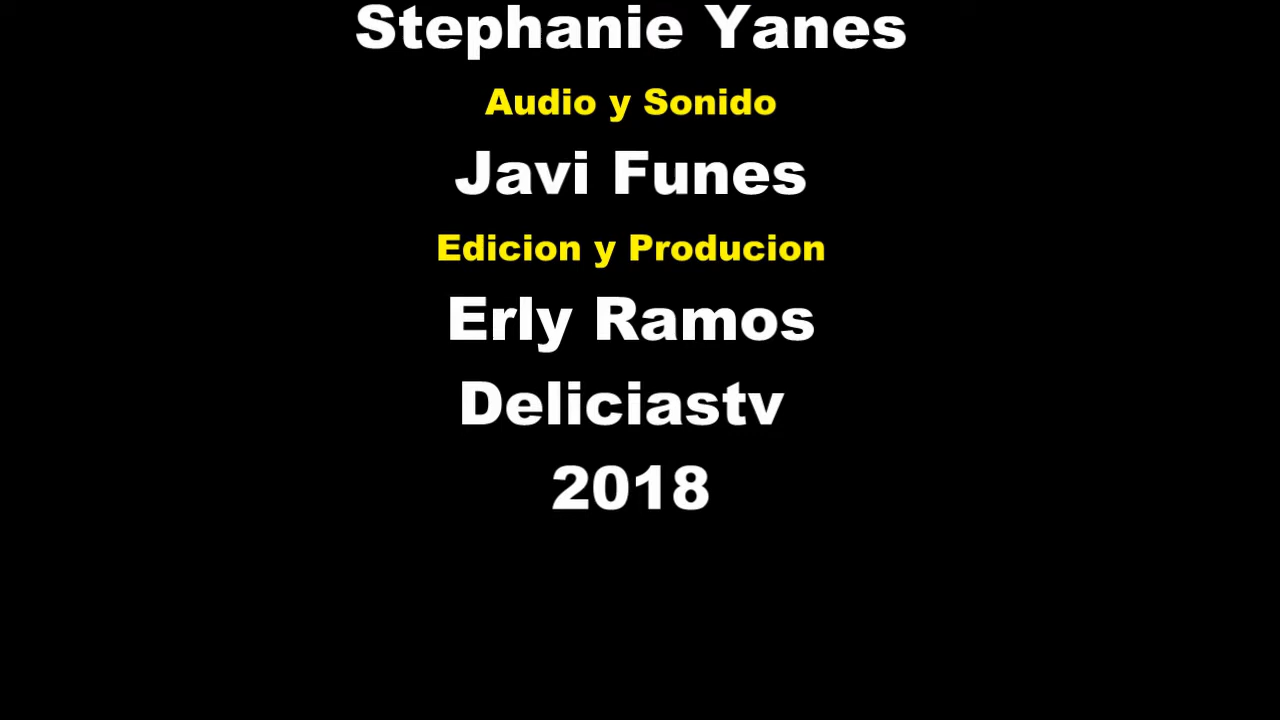 Stephanie Yanes
Audio y Sonido
Javi Funes
Edicion y Producion
Erly Ramos
Deliciastv
2018